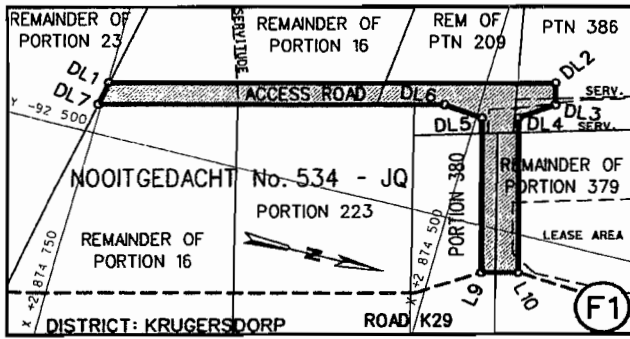 REMAINDER OF
PORTION 23
SERVITUDE
REMAINDER OF
PORTION 16
REM OF
PTN 209
PTN 386
DL1
DL2
DL7
ACCESS ROAD
DL6
SERV.
DL3
Y -92 500
DL5
DL4
SERV.
NOOITGEDACHT No. 534 - JQ
PORTION 223
PORTION 380
REMAINDER OF
PORTION 379
REMAINDER OF
PORTION 16
N
LEASE AREA
X +2 874 750
X +2 874 500
L9
L10
F1
DISTRICT: KRUGERSDORP
ROAD K29